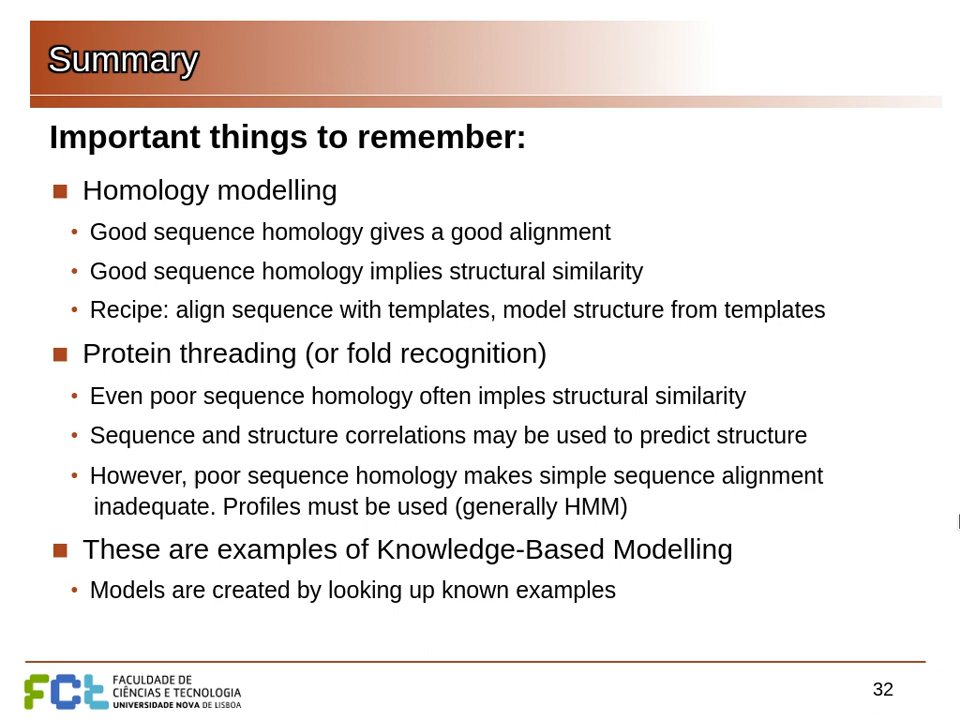 Summary
Important things to remember:
Homology modelling
• Good sequence homology gives a good alignment
• Good sequence homology implies structural similarity
• Recipe: align sequence with templates, model structure from templates
Protein threading (or fold recognition)
• Even poor sequence homology often imples structural similarity
• Sequence and structure correlations may be used to predict structure
• However, poor sequence homology makes simple sequence alignment
inadequate. Profiles must be used (generally HMM)
These are examples of Knowledge-Based Modelling
• Models are created by looking up known examples
FCt
FACULDADE DE
CIÊNCIAS E TECNOLOGIA
UNIVERSIDADE NOVA DE LISBOA
32